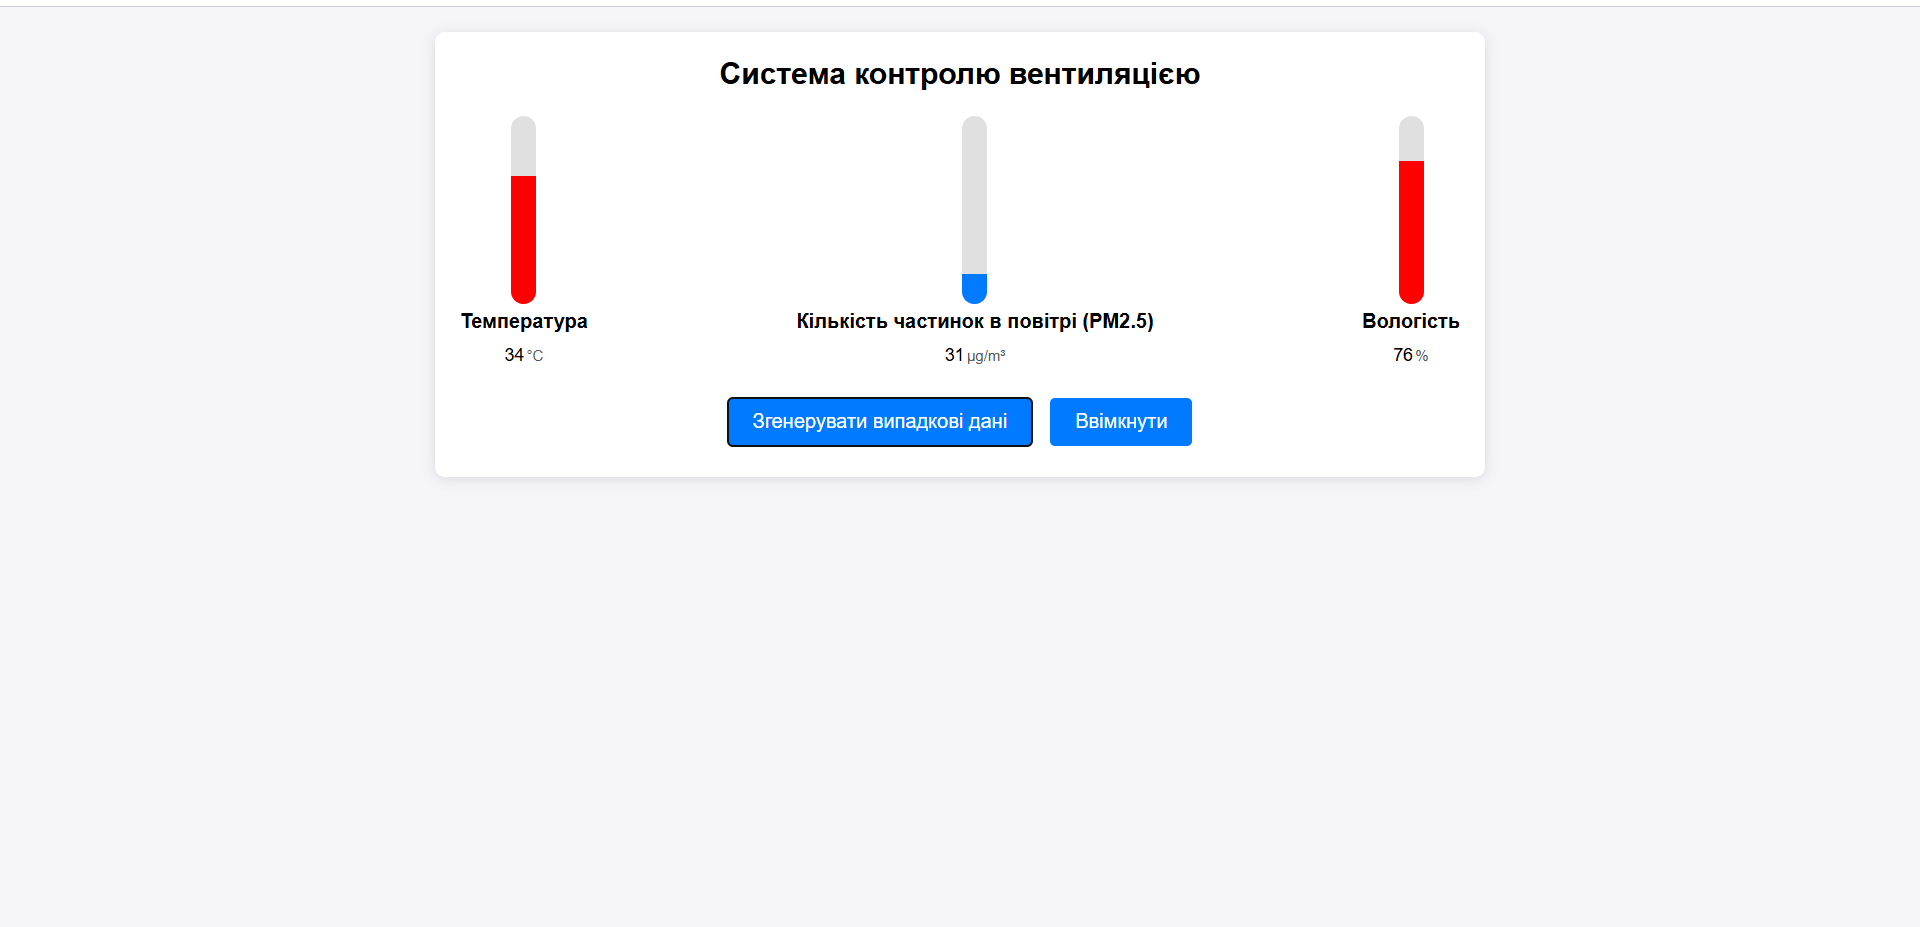 Система контролю вентиляцією
Температура
34 °C
Кількість частинок в повітрі (PM2.5)
31 µg/m³
Вологість
76 %
Згенерувати випадкові дані
Ввімкнути